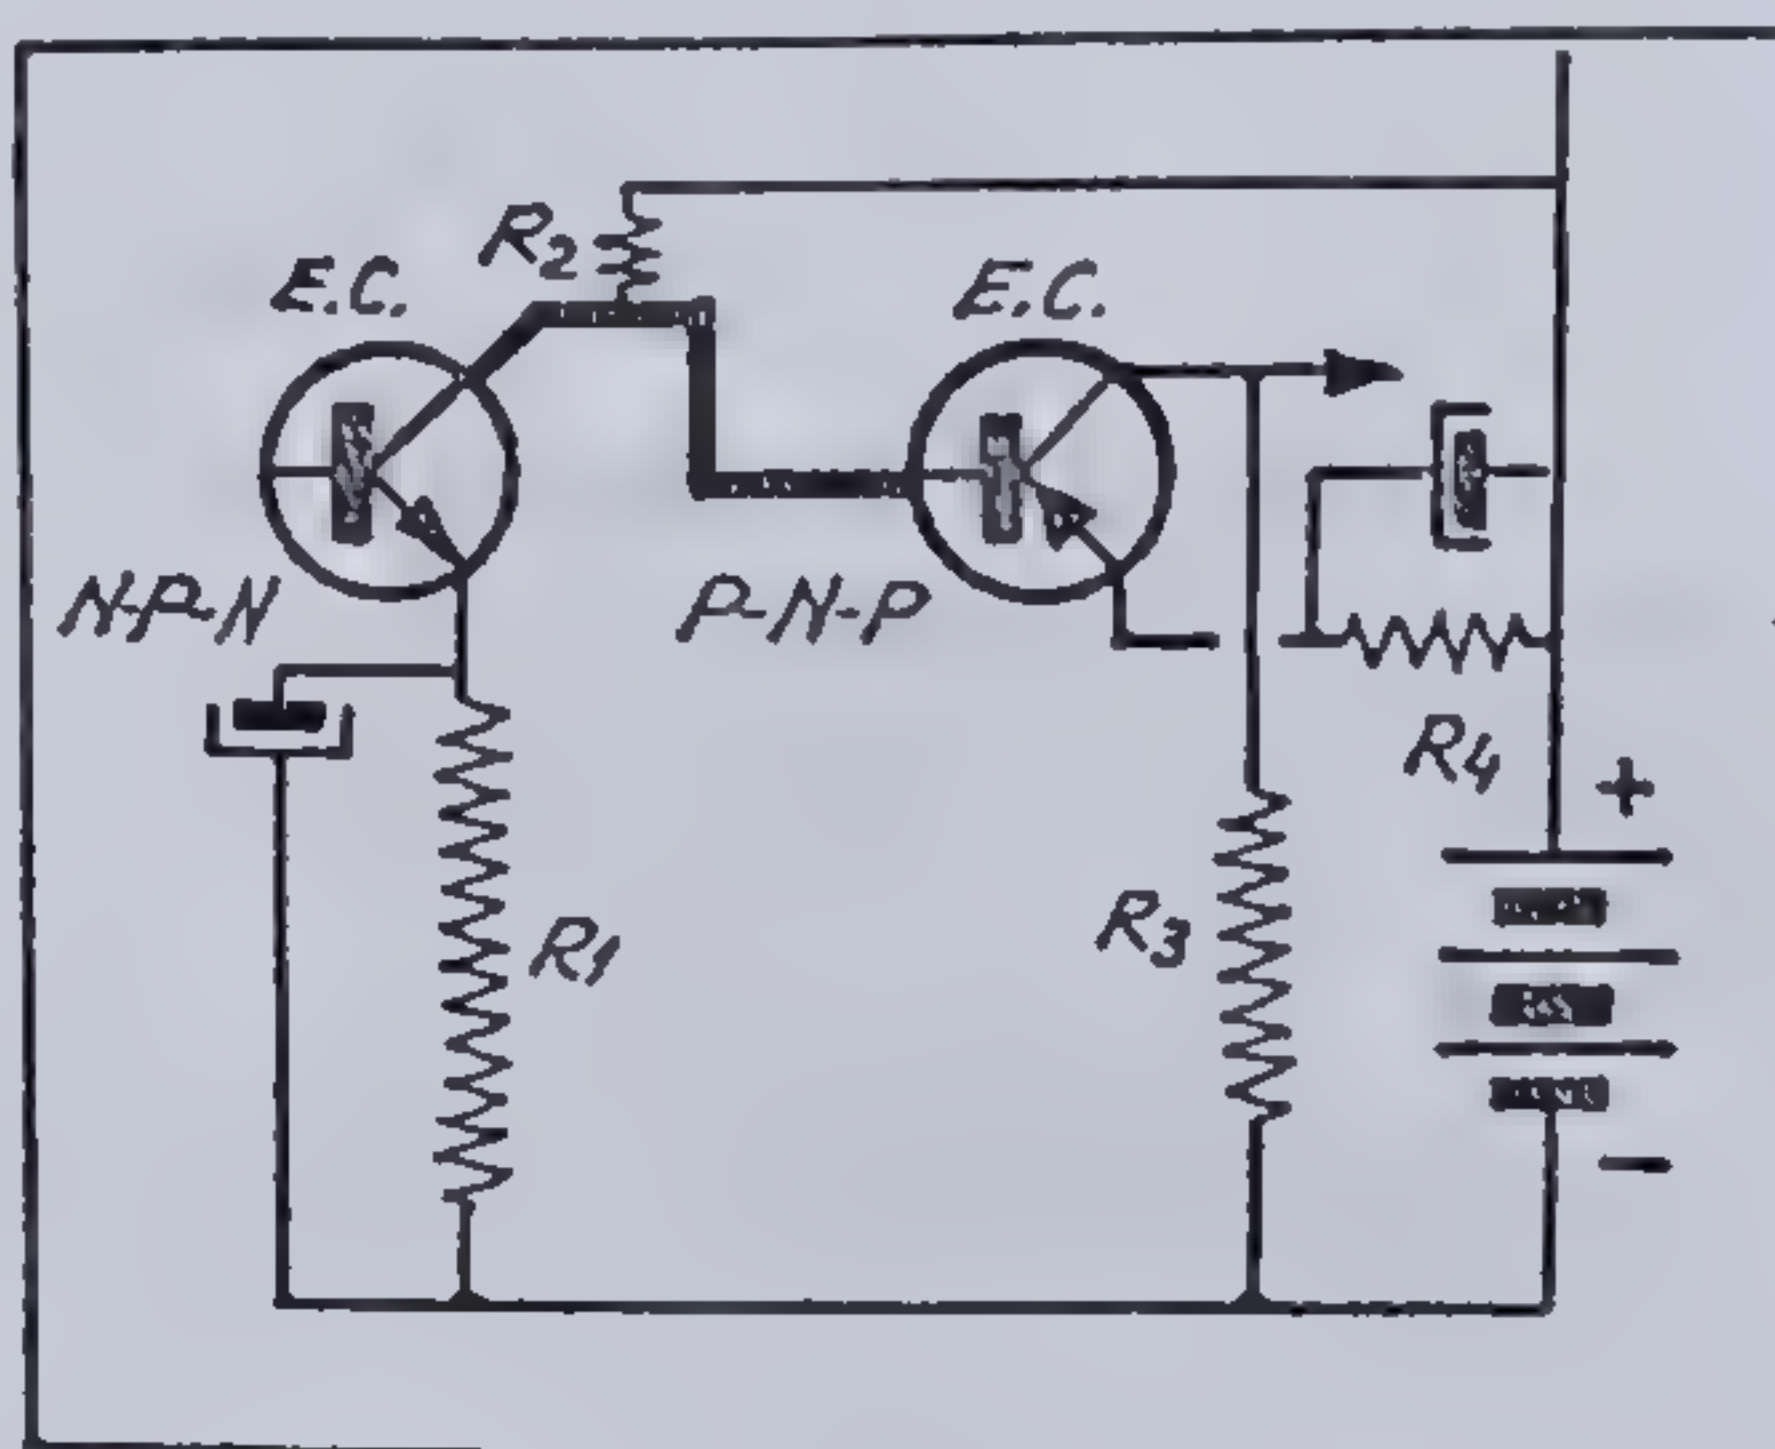 R2
E.C.
E.C.
N-P-N
P-N-P
R4
+
R1
R3
-